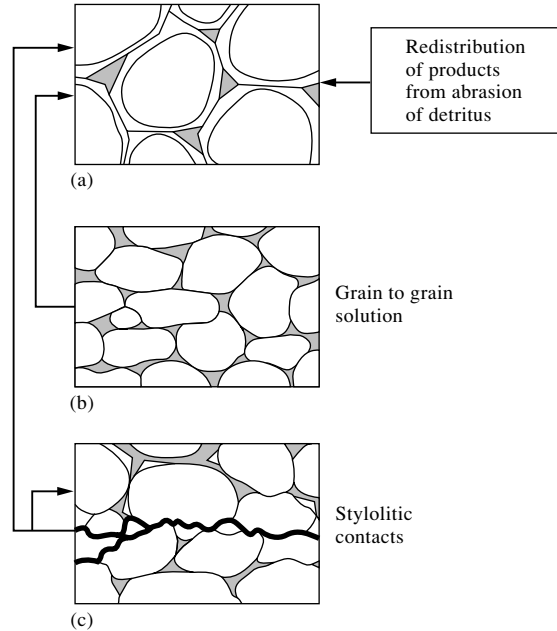 Redistribution
of products
from abrasion
of detritus
(a)
Grain to grain
solution
(b)
Stylolitic
contacts
(c)